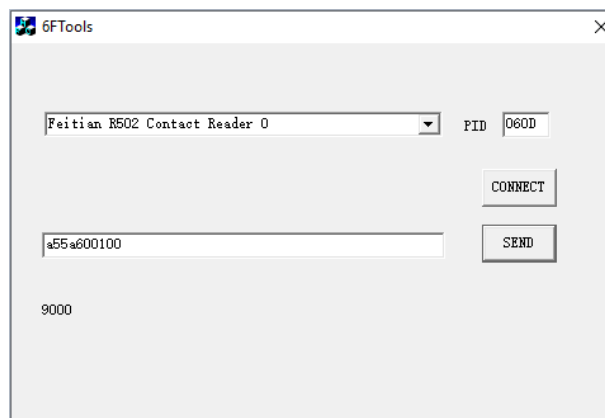 6FTools
Feitian R502 Contact Reader 0
PID 060D
CONNECT
a55a600100
SEND
9000